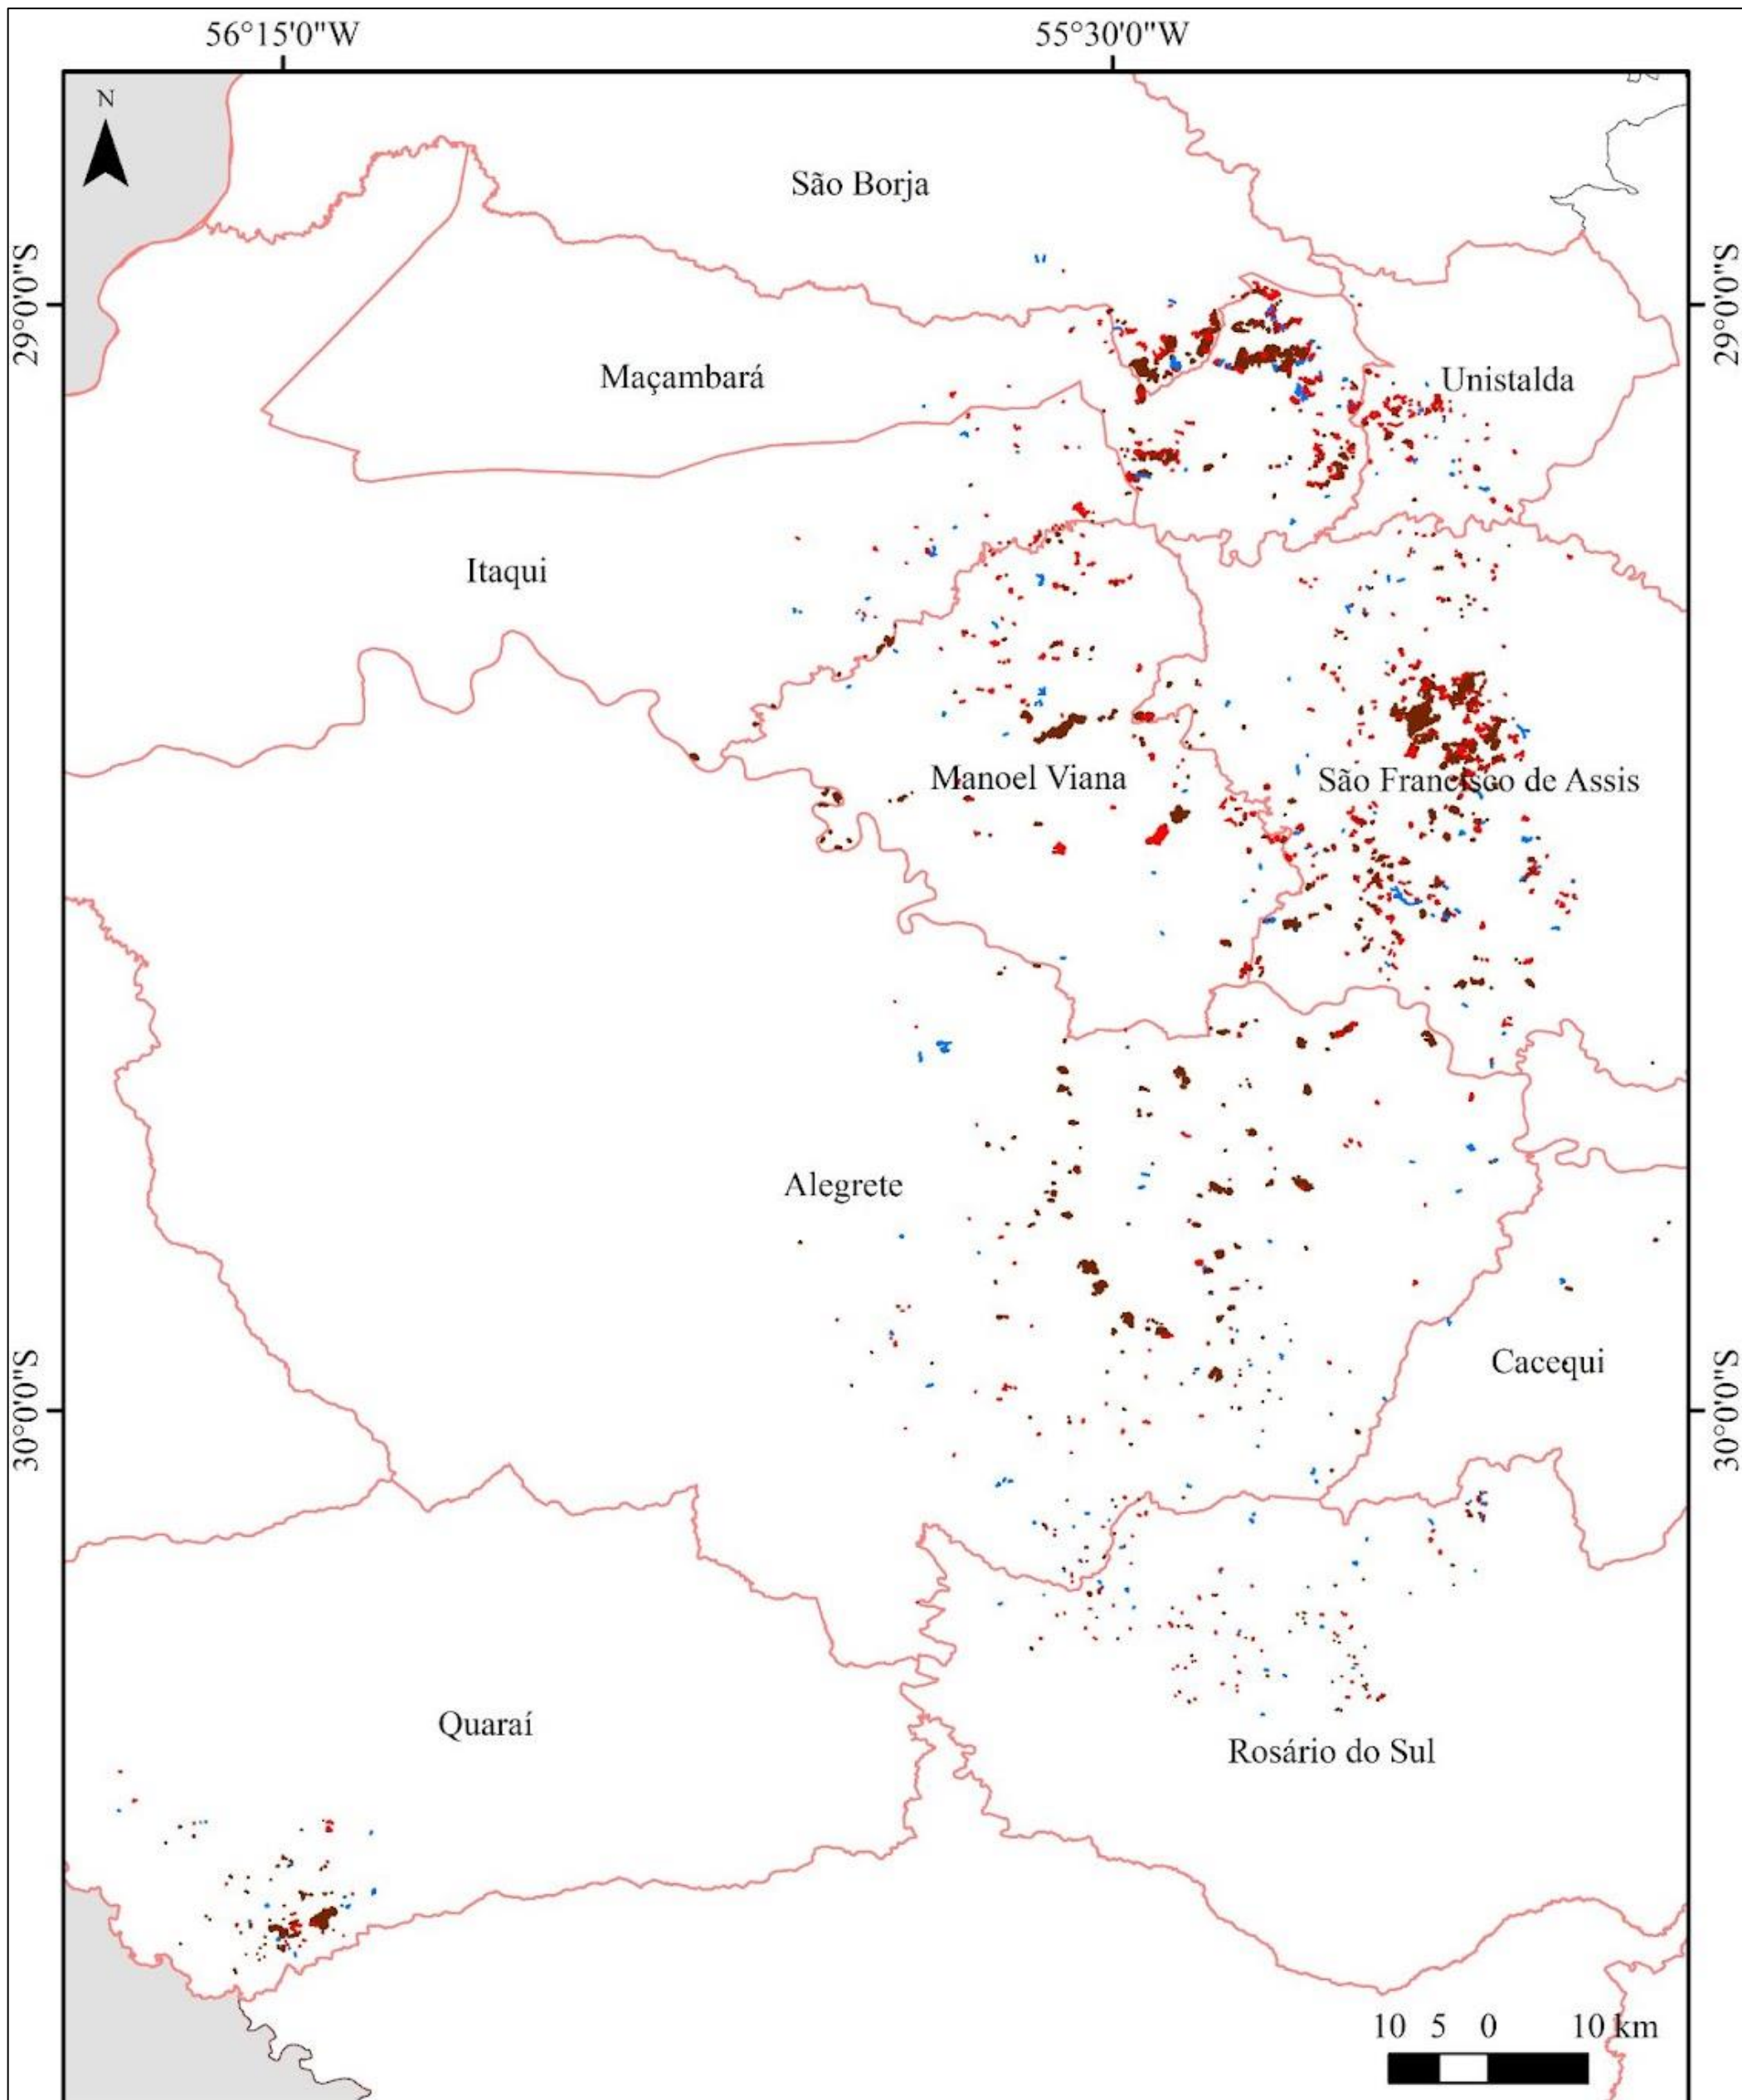 56°15'0"W
55°30'0"W
N
São Borja
29°0'0"S
29°0'0"S
Maçambará
Unistalda
Itaqui
Manoel Viana
São Francisco de Assis
Alegrete
Cacequi
30°0'0"S
30°0'0"S
Quaraí
Rosário do Sul
10 5 0 10 km